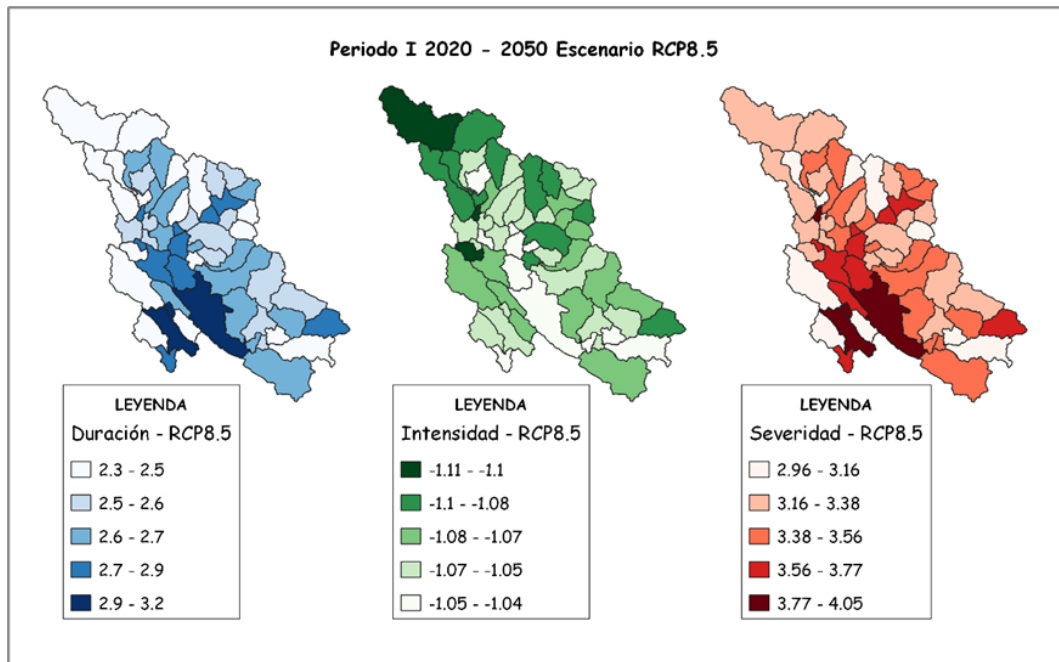 Periodo I 2020 - 2050 Escenario RCP8.5
LEYENDA
Duración - RCP8.5
2.3 - 2.5
2.5 - 2.6
2.6 - 2.7
2.7 - 2.9
2.9 - 3.2
LEYENDA
Intensidad - RCP8.5
-1.11 - -1.1
-1.1 - -1.08
-1.08 - -1.07
-1.07 - -1.05
-1.05 - -1.04
LEYENDA
Severidad - RCP8.5
2.96 - 3.16
3.16 - 3.38
3.38 - 3.56
3.56 - 3.77
3.77 - 4.05